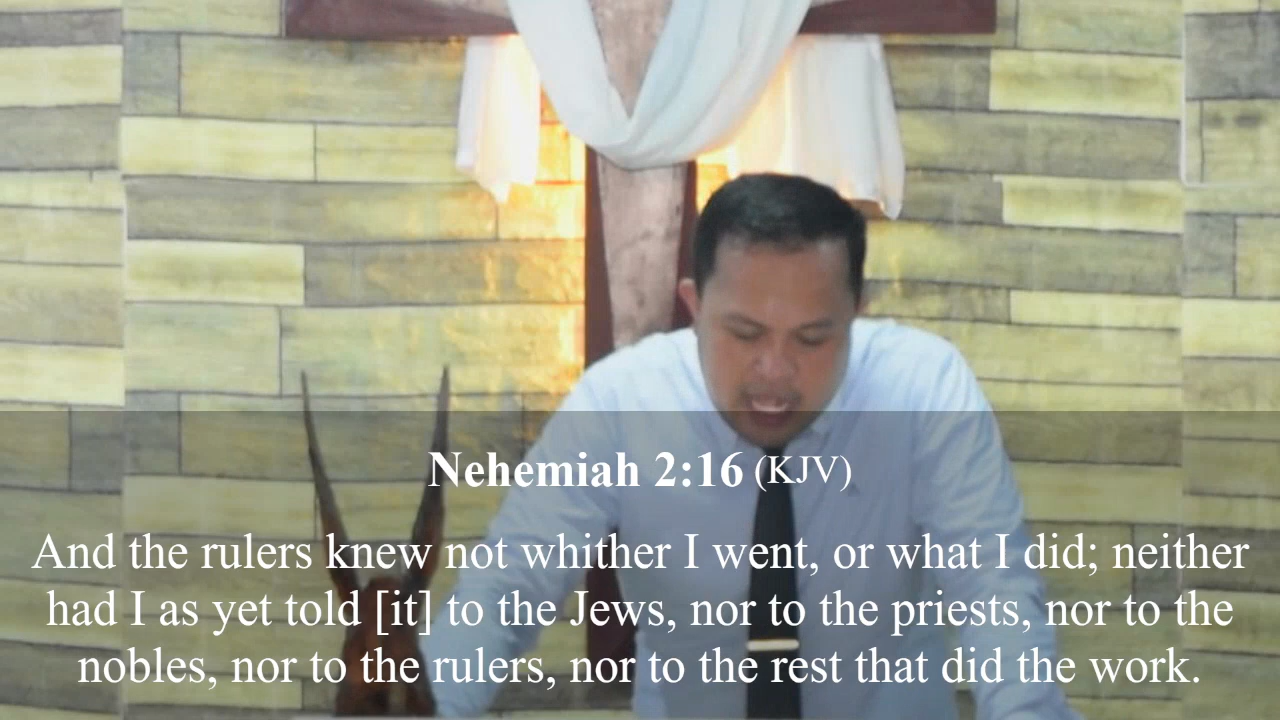 Nehemiah 2:16 (KJV)
And the rulers knew not whither I went, or what I did; neither
had I as yet told [it] to the Jews, nor to the priests, nor to the
nobles, nor to the rulers, nor to the rest that did the work.